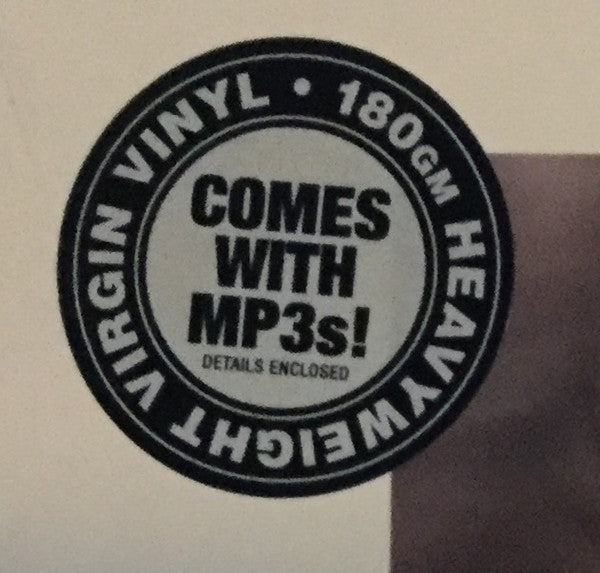 180GM HEAVYWEIGHT VIRGIN VINYL •
COMES
WITH
MP3s!
DETAILS ENCLOSED